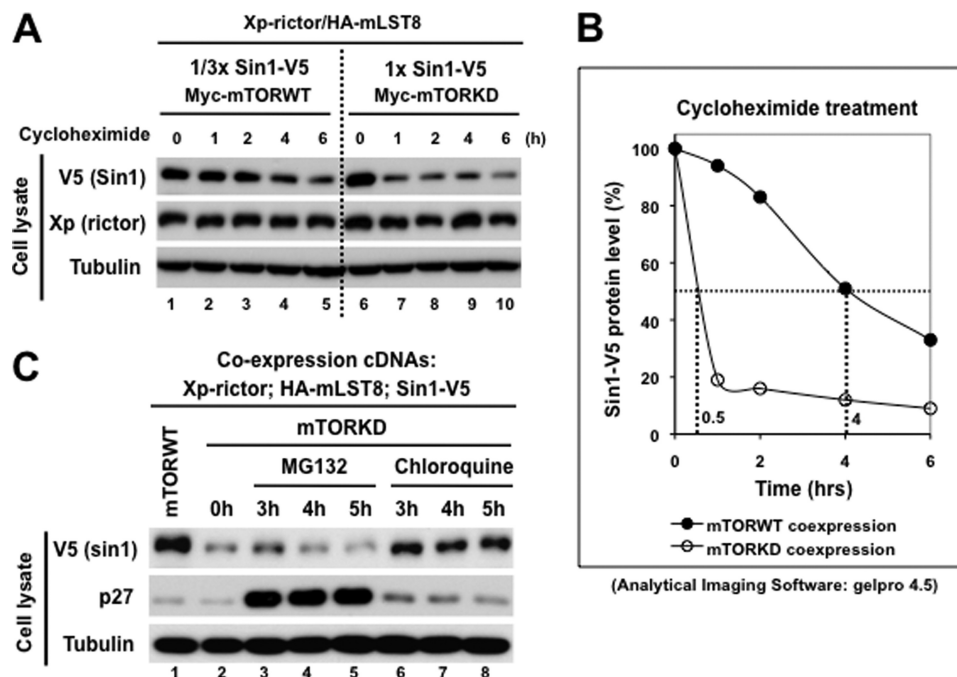 A
Xp-rictor/HA-mLST8
1/3x Sin1-V5 1x Sin1-V5
Myc-mTORWT Myc-mTORKD
Cycloheximide 0 1 2 4 6 0 1 2 4 6 (h)
Cell lysate
V5 (Sin1)
Xp (rictor)
Tubulin
1 2 3 4 5 6 7 8 9 10
B
Cycloheximide treatment
Sin1-V5 protein level (%)
100
80
60
40
20
0
0.5 4
0 2 4 6
Time (hrs)
mTORWT coexpression
mTORKD coexpression
(Analytical Imaging Software: gelpro 4.5)
C
Co-expression cDNAs:
Xp-rictor; HA-mLST8; Sin1-V5
mTORWT
mTORKD
MG132 Chloroquine
0h 3h 4h 5h 3h 4h 5h
Cell lysate
V5 (sin1)
p27
Tubulin
1 2 3 4 5 6 7 8